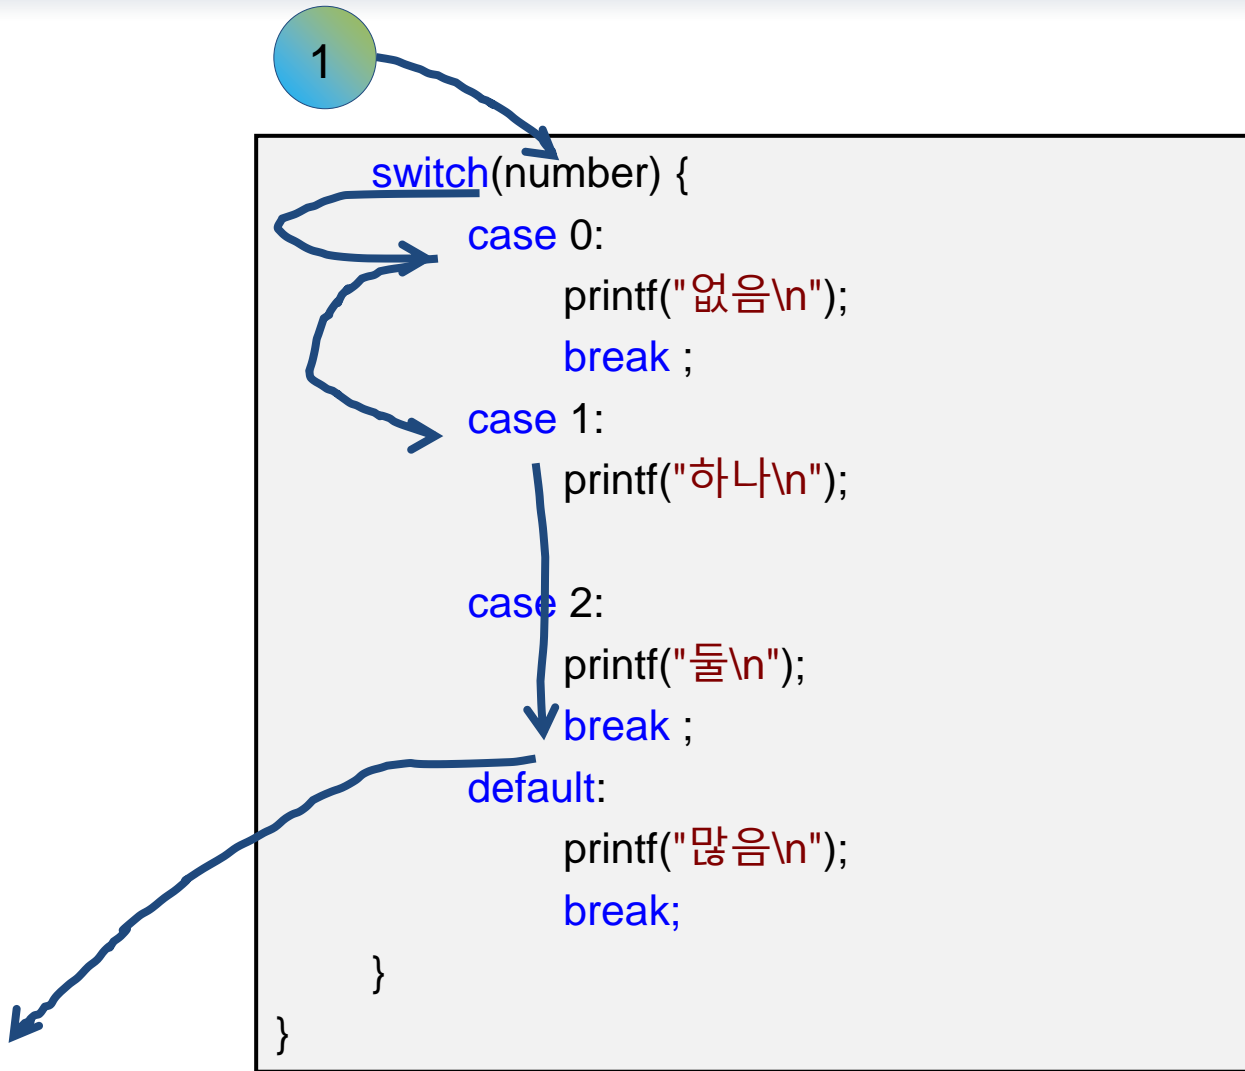 1
switch(number) {
case 0:
printf("없음\n");
break ;
case 1:
printf("하나\n");
case 2:
printf("둘\n");
break ;
default:
printf("많음\n");
break;
}
}